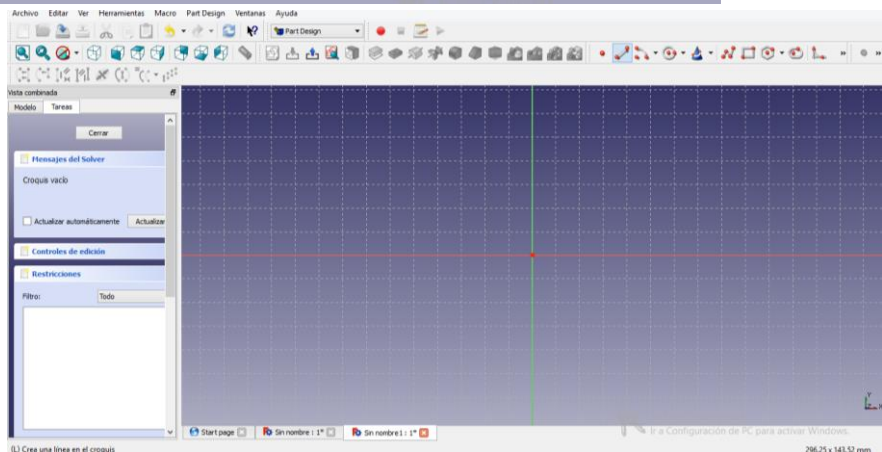 Archivo Editar Ver Herramientas Macro Part Design Ventanas Ayuda
Part Design
Vista combinada
Modelo Tareas
Cerrar
Mensajes del Solver
Croquis vacío
Actualizar automáticamente Actualizar
Controles de edición
Restricciones
Filtro: Todo
Y
Z X
Start page Sin nombre : 1* Sin nombre1 : 1*
Ir a Configuración de PC para activar Windows.
(L) Crea una línea en el croquis 296.25 x 143.52 mm